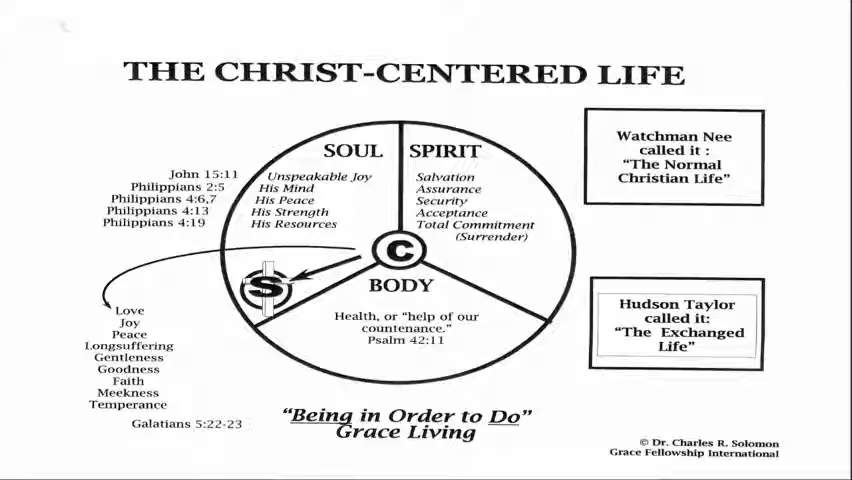 THE CHRIST-CENTERED LIFE
SOUL
SPIRIT
John 15:11
Philippians 2:5
Philippians 4:6,7
Philippians 4:13
Philippians 4:19
Unspeakable Joy
His Mind
His Peace
His Strength
His Resources
Salvation
Assurance
Security
Acceptance
Total Commitment
(Surrender)
C
S
BODY
Health, or "help of our
countenance."
Psalm 42:11
Love
Joy
Peace
Longsuffering
Gentleness
Goodness
Faith
Meekness
Temperance
Galatians 5:22-23
Watchman Nee
called it :
"The Normal
Christian Life"
Hudson Taylor
called it:
"The Exchanged
Life"
"Being in Order to Do"
Grace Living
© Dr. Charles R. Solomon
Grace Fellowship International